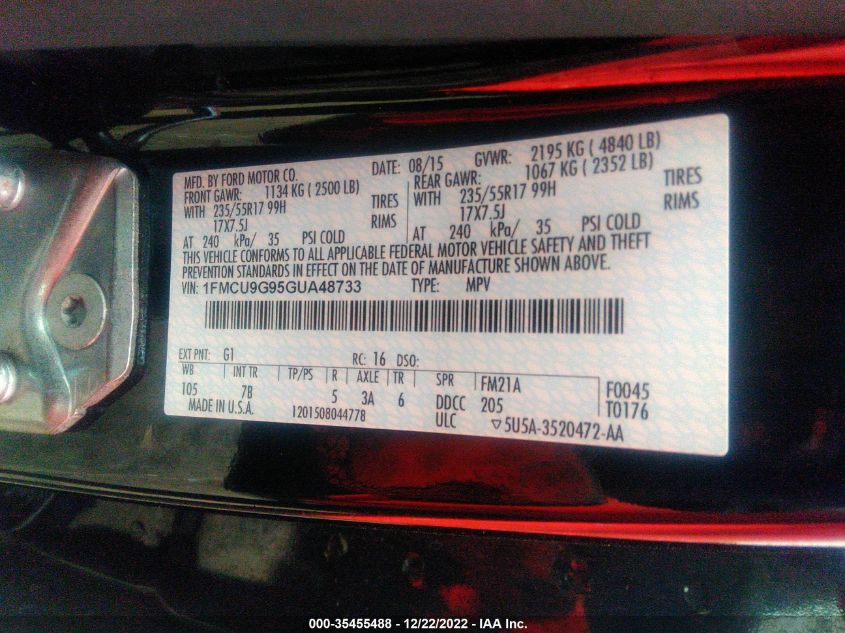 MFD. BY FORD MOTOR CO. DATE: 08/15 GVWR: 2195 KG ( 4840 LB)
FRONT GAWR: 1134 KG ( 2500 LB) REAR GAWR: 1067 KG ( 2352 LB)
WITH 235/55R17 99H TIRES WITH 235/55R17 99H TIRES
17X7.5J RIMS 17X7.5J RIMS
AT 240 kPa/ 35 PSI COLD AT 240 kPa/ 35 PSI COLD
THIS VEHICLE CONFORMS TO ALL APPLICABLE FEDERAL MOTOR VEHICLE SAFETY AND THEFT
PREVENTION STANDARDS IN EFFECT ON THE DATE OF MANUFACTURE SHOWN ABOVE.
VIN: 1FMCU9G95GUA48733 TYPE: MPV
EXT PNT: G1 RC: 16 DSO:
WB INT TR TP/PS R AXLE TR SPR FM21A F0045
105 7B 5 3A 6 DDCC 205 T0176
MADE IN U.S.A. 1201508044778 ULC ▽5U5A-3520472-AA
000-35455488 - 12/22/2022 - IAA Inc.